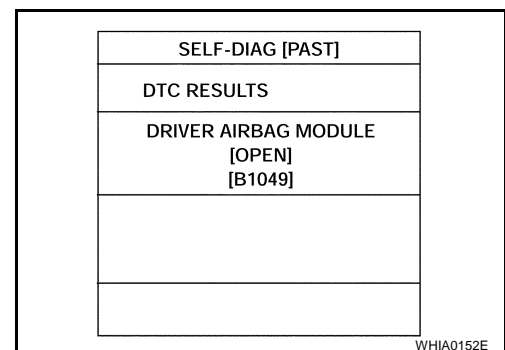 SELF-DIAG [PAST]
DTC RESULTS
DRIVER AIRBAG MODULE
[OPEN]
[B1049]
WHIA0152E